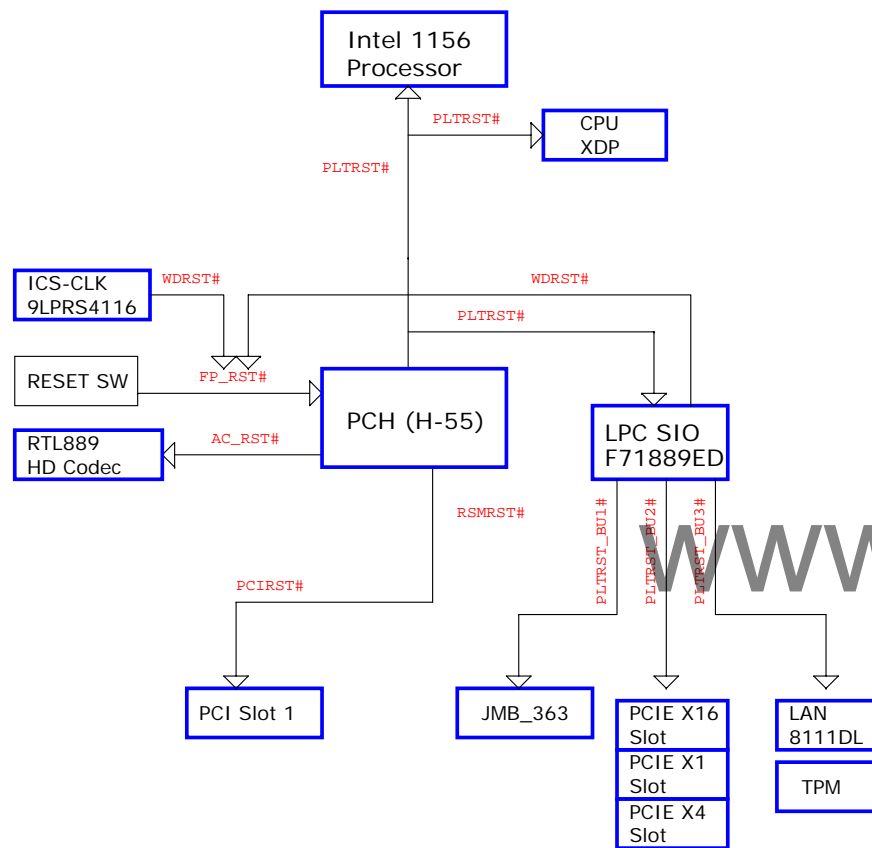 Intel 1156
Processor
PLTRST#
CPU
XDP
PLTRST#
ICS-CLK
9LPRS4116
WDRST#
WDRST#
PLTRST#
RESET SW
FP_RST#
PCH (H-55)
LPC SIO
F71889ED
RTL889
HD Codec
AC_RST#
RSMRST#
PLTRST_BU1#
PLTRST_BU2#
PLTRST_BU3#
www
PCIRST#
PCI Slot 1
JMB_363
PCIE X16
Slot
PCIE X1
Slot
PCIE X4
Slot
LAN
8111DL
TPM